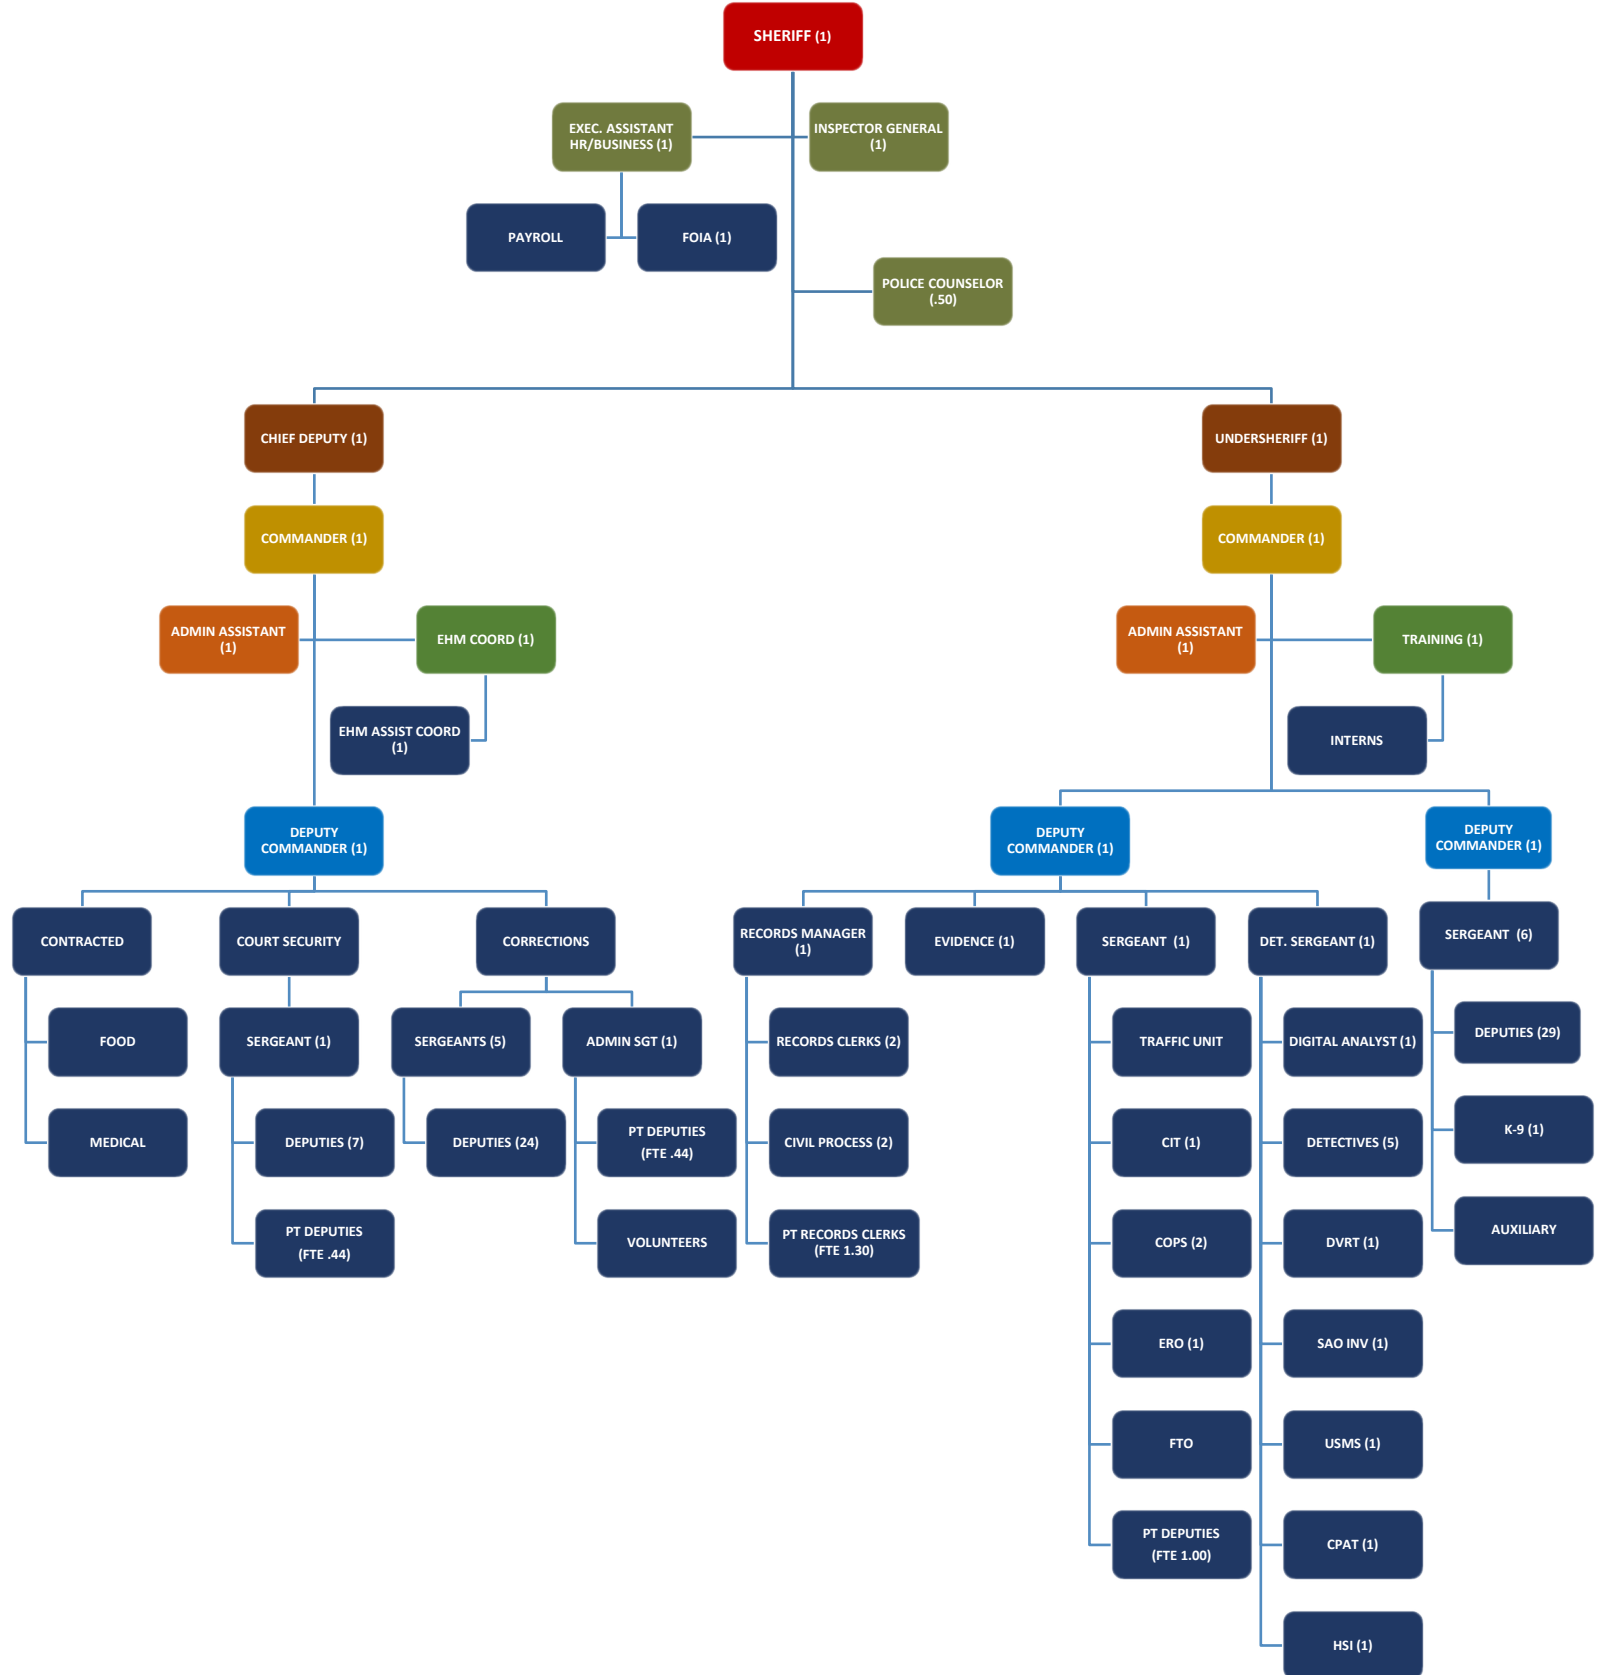 SHERIFF (1)
EXEC. ASSISTANT
HR/BUSINESS (1)
INSPECTOR GENERAL
(1)
PAYROLL
FOIA (1)
POLICE COUNSELOR
(.50)
CHIEF DEPUTY (1)
UNDERSHERIFF (1)
COMMANDER (1)
COMMANDER (1)
ADMIN ASSISTANT
(1)
EHM COORD (1)
ADMIN ASSISTANT
(1)
TRAINING (1)
EHM ASSIST COORD
(1)
INTERNS
DEPUTY
COMMANDER (1)
DEPUTY
COMMANDER (1)
DEPUTY
COMMANDER (1)
CONTRACTED
COURT SECURITY
CORRECTIONS
RECORDS MANAGER
(1)
EVIDENCE (1)
SERGEANT  (1)
DET. SERGEANT (1)
SERGEANT  (6)
FOOD
SERGEANT (1)
SERGEANTS (5)
ADMIN SGT (1)
RECORDS CLERKS (2)
TRAFFIC UNIT
DIGITAL ANALYST (1)
DEPUTIES (29)
MEDICAL
DEPUTIES (7)
DEPUTIES (24)
PT DEPUTIES
(FTE .44)
CIVIL PROCESS (2)
CIT (1)
DETECTIVES (5)
K-9 (1)
PT DEPUTIES
(FTE .44)
VOLUNTEERS
PT RECORDS CLERKS
(FTE 1.30)
COPS (2)
DVRT (1)
AUXILIARY
ERO (1)
SAO INV (1)
FTO
USMS (1)
PT DEPUTIES
(FTE 1.00)
CPAT (1)
HSI (1)